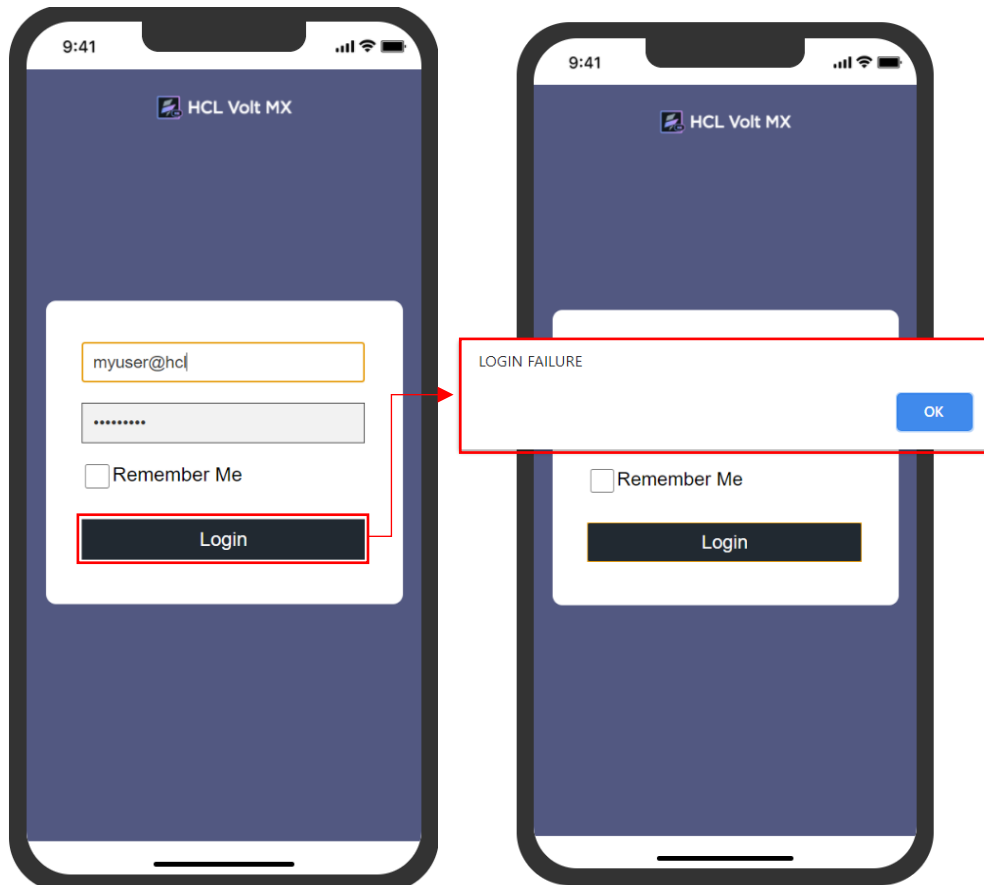 9:41
HCL Volt MX
myuser@hcl
•••••••••
Remember Me
Login
9:41
HCL Volt MX
LOGIN FAILURE
OK
Remember Me
Login